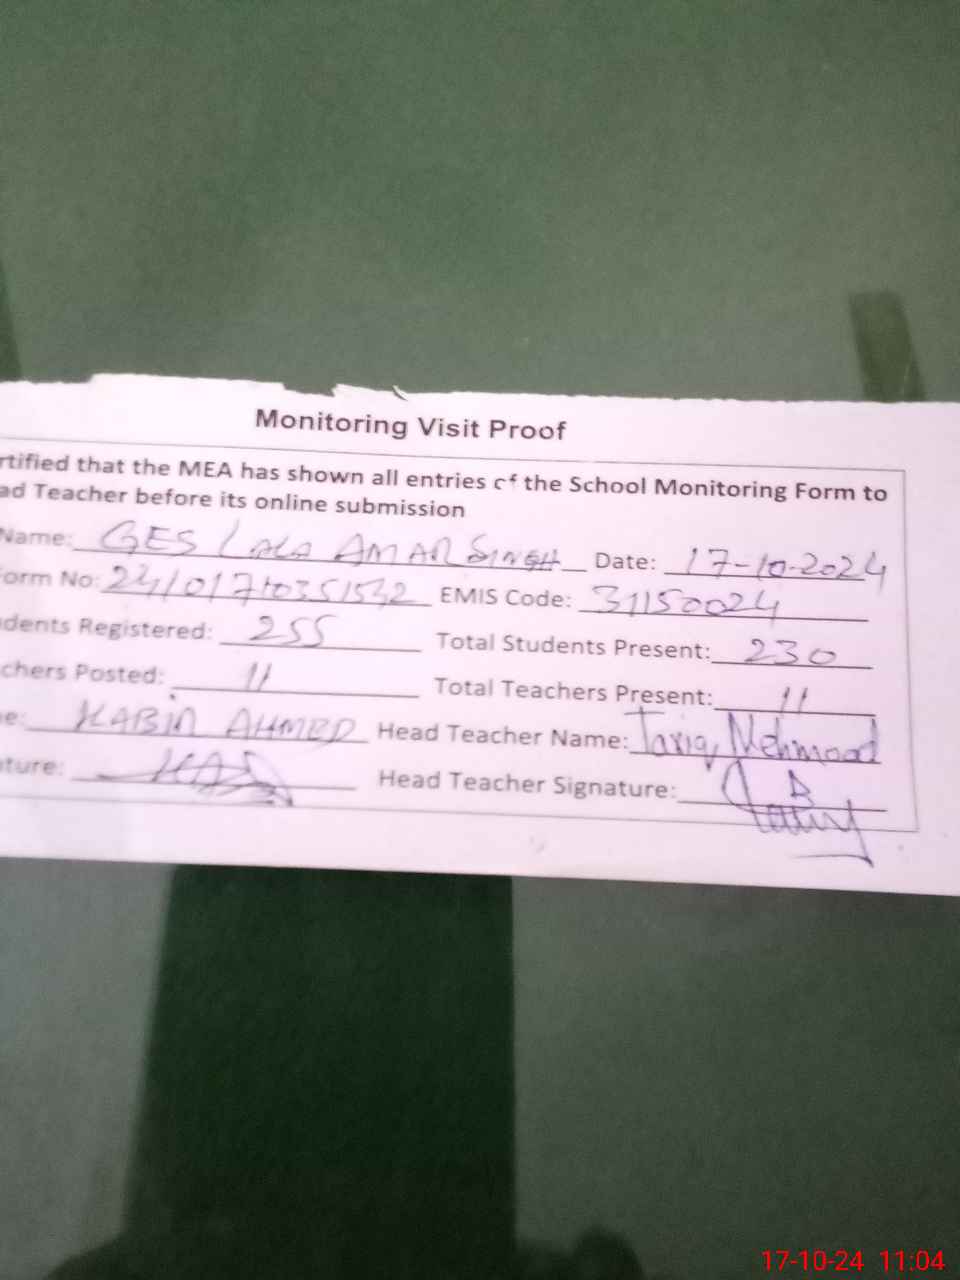 Monitoring Visit Proof
rtified that the MEA has shown all entries of the School Monitoring Form to
ad Teacher before its online submission
Name: GES Lala AMAR SINGH Date: 17-10-2024
orm No: 24101710351532 EMIS Code: 31150024
dents Registered: 255 Total Students Present: 230
chers Posted: 11 Total Teachers Present: 11
e: KABIR AHMED Head Teacher Name: Tariq Mehmood
ature: Head Teacher Signature:
17-10-24 11:04